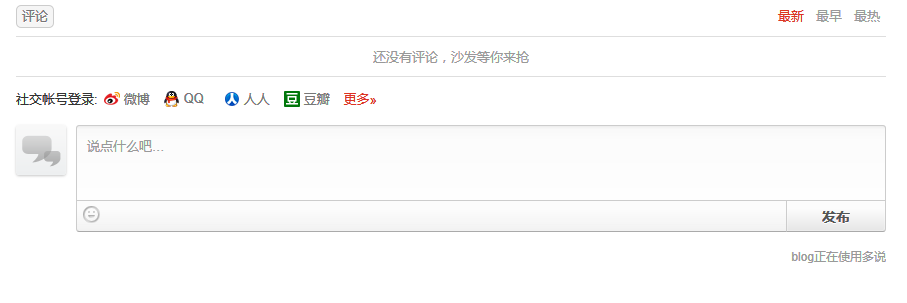 评论 最新 最早 最热
还没有评论，沙发等你来抢
社交帐号登录: 微博 QQ 人人 豆瓣 更多»
说点什么吧...
发布
blog正在使用多说